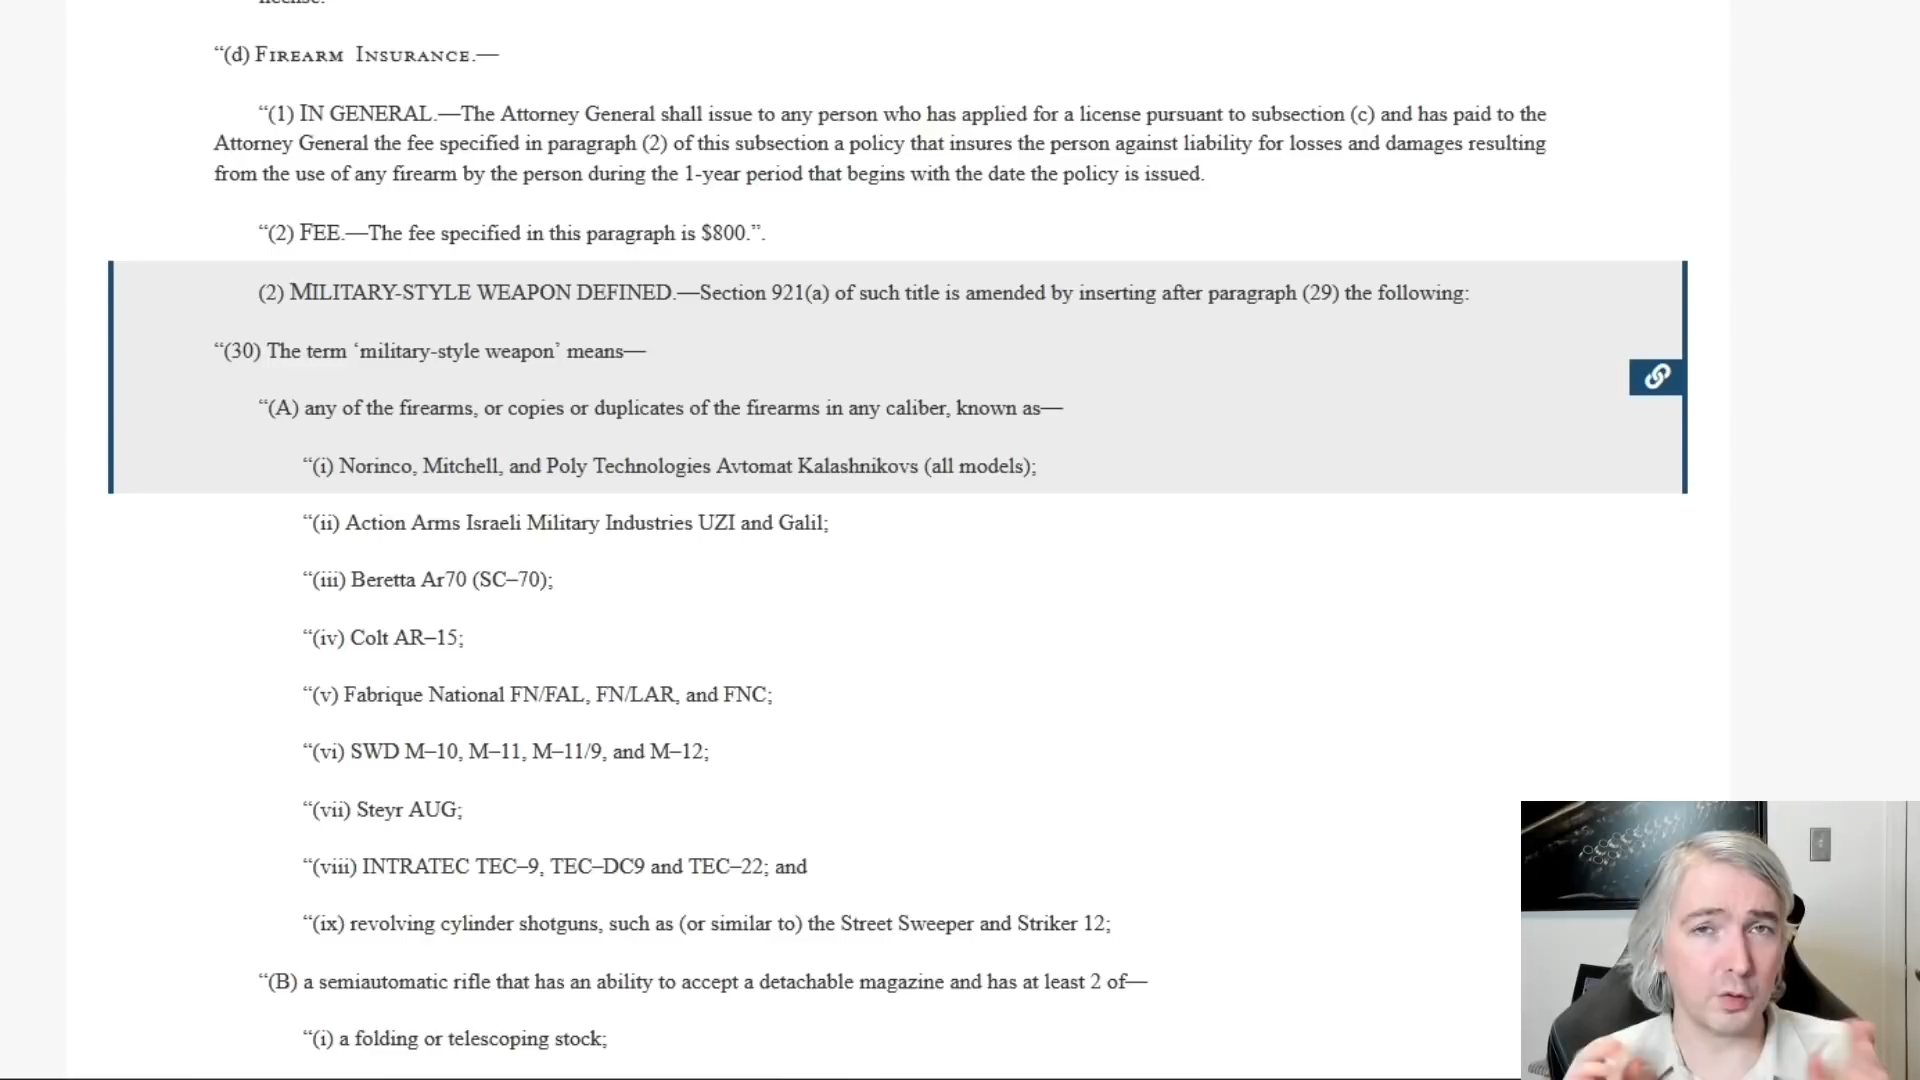 license.
“(d) FIREARM INSURANCE.—
“(1) IN GENERAL.—The Attorney General shall issue to any person who has applied for a license pursuant to subsection (c) and has paid to the
Attorney General the fee specified in paragraph (2) of this subsection a policy that insures the person against liability for losses and damages resulting
from the use of any firearm by the person during the 1-year period that begins with the date the policy is issued.
“(2) FEE.—The fee specified in this paragraph is $800.”.
(2) MILITARY-STYLE WEAPON DEFINED.—Section 921(a) of such title is amended by inserting after paragraph (29) the following:
“(30) The term ‘military-style weapon’ means—
“(A) any of the firearms, or copies or duplicates of the firearms in any caliber, known as—
“(i) Norinco, Mitchell, and Poly Technologies Avtomat Kalashnikovs (all models);
“(ii) Action Arms Israeli Military Industries UZI and Galil;
“(iii) Beretta Ar70 (SC–70);
“(iv) Colt AR–15;
“(v) Fabrique National FN/FAL, FN/LAR, and FNC;
“(vi) SWD M–10, M–11, M–11/9, and M–12;
“(vii) Steyr AUG;
“(viii) INTRATEC TEC–9, TEC–DC9 and TEC–22; and
“(ix) revolving cylinder shotguns, such as (or similar to) the Street Sweeper and Striker 12;
“(B) a semiautomatic rifle that has an ability to accept a detachable magazine and has at least 2 of—
“(i) a folding or telescoping stock;